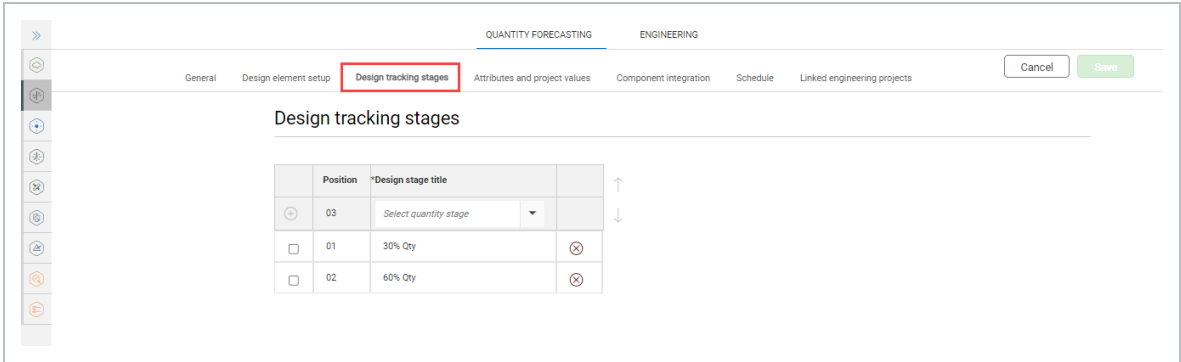 QUANTITY FORECASTING ENGINEERING
Cancel Save
General Design element setup Design tracking stages Attributes and project values Component integration Schedule Linked engineering projects
Design tracking stages
Position *Design stage title
03 Select quantity stage
01 30% Qty
02 60% Qty